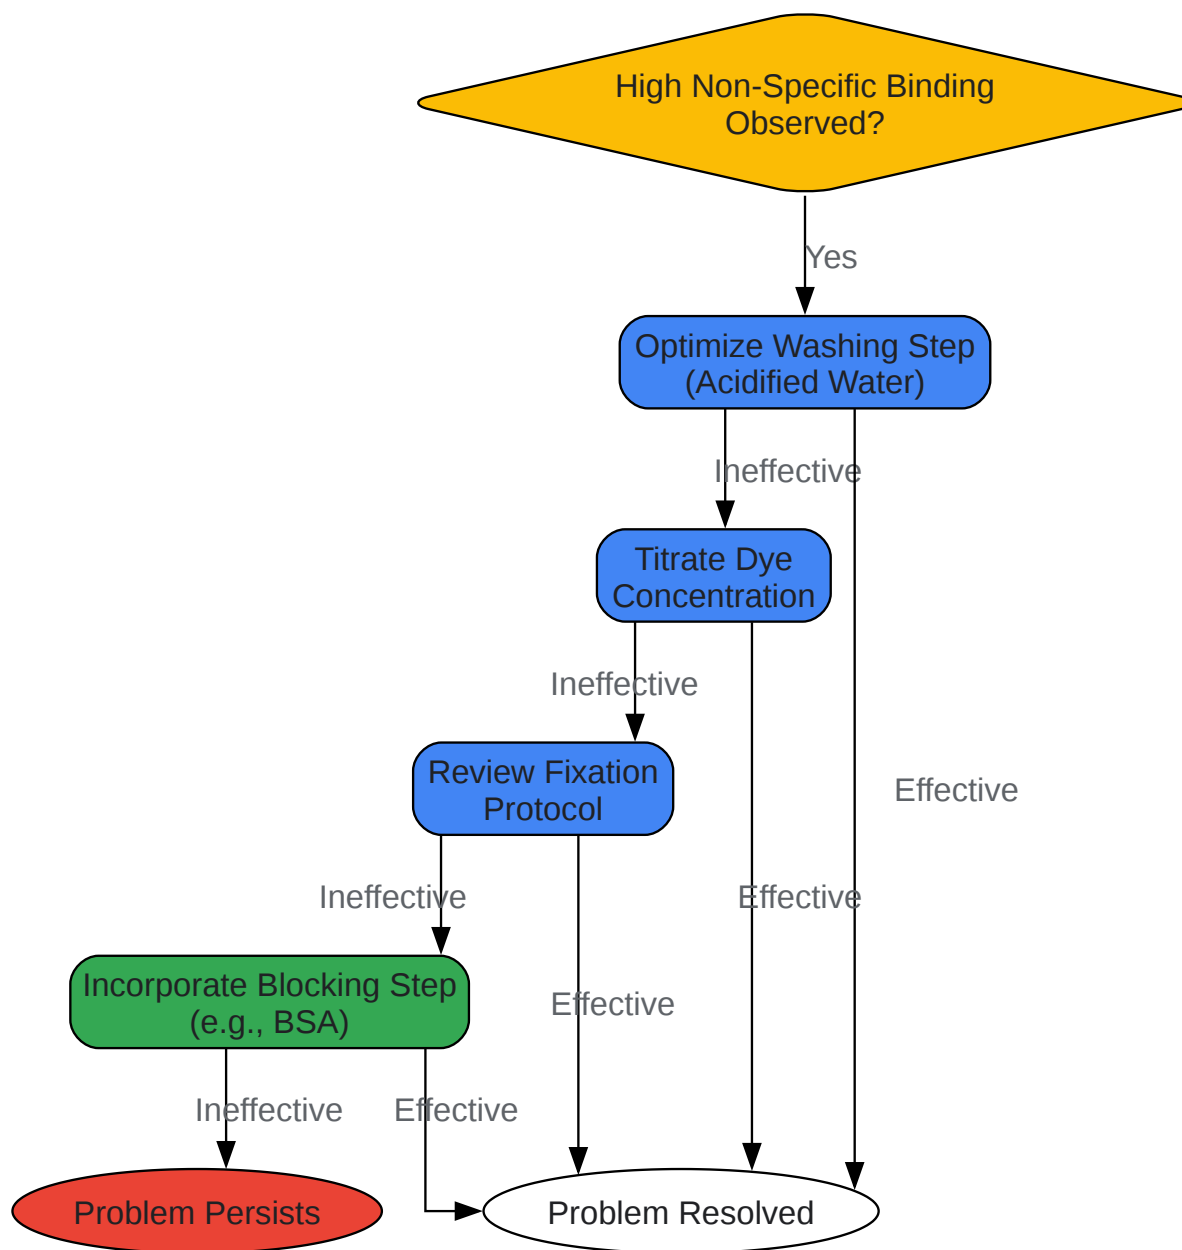 High Non-Specific Binding
Observed?
Yes
Optimize Washing Step
(Acidified Water)
Ineffective
Titrate Dye
Concentration
Ineffective
Review Fixation
Protocol
Effective
Ineffective
Effective
Incorporate Blocking Step
(e.g., BSA)
Effective
Ineffective
Effective
Problem Persists
Problem Resolved